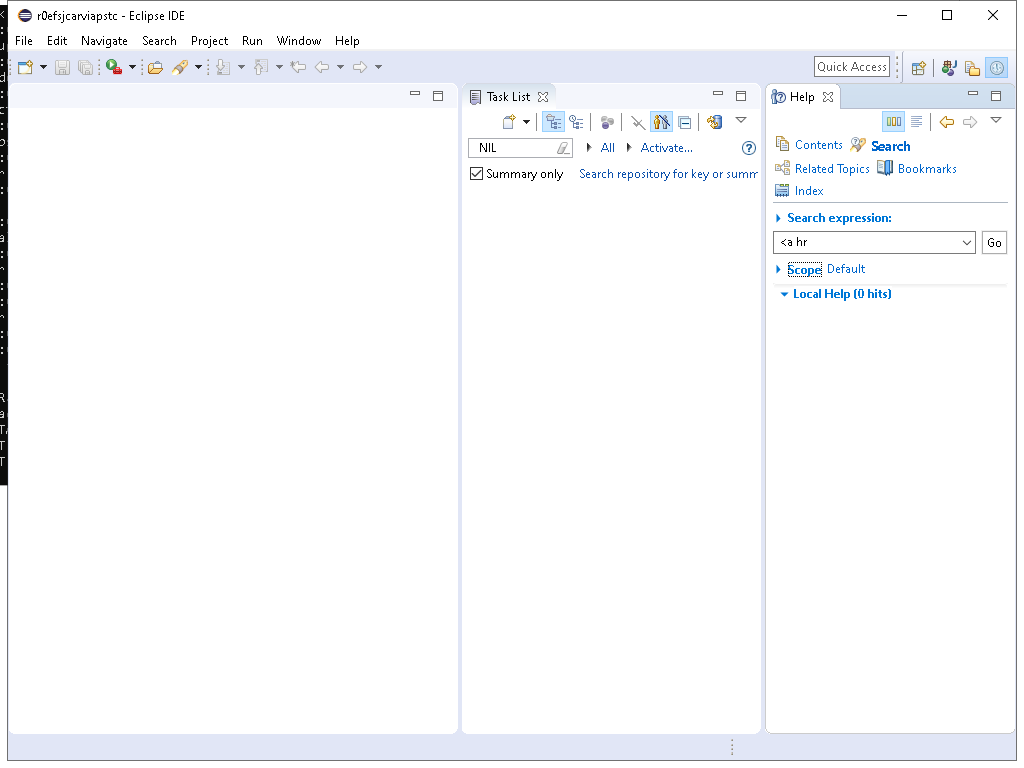 r0efsjcarviapstc - Eclipse IDE
File Edit Navigate Search Project Run Window Help
Quick Access
Task List
Help
NIL All Activate...
Contents Search
Summary only Search repository for key or summ
Related Topics Bookmarks
Index
Search expression:
<a hr Go
Scope Default
Local Help (0 hits)